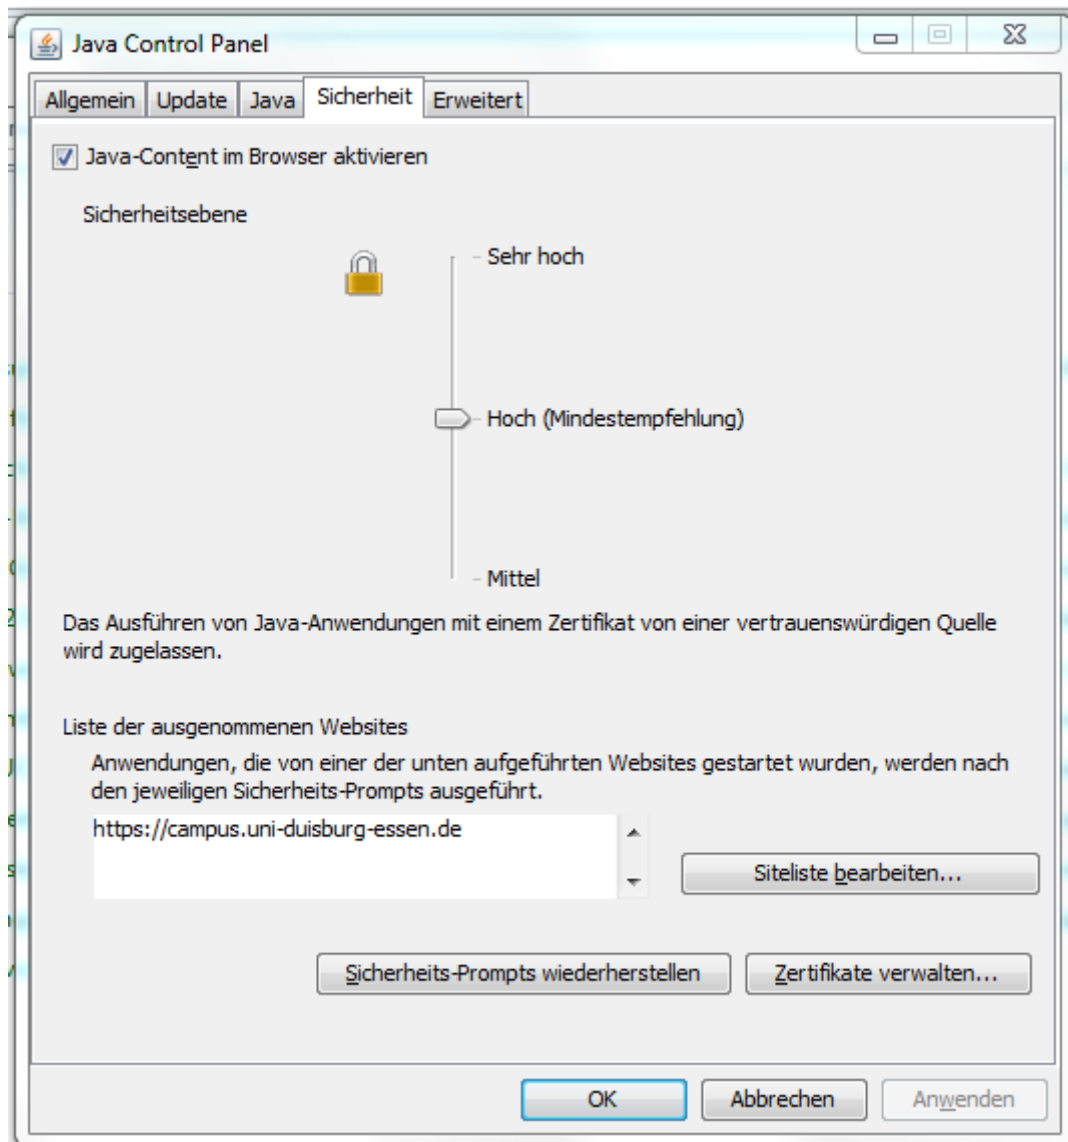 Java Control Panel
Allgemein Update Java Sicherheit Erweitert
Java-Content im Browser aktivieren
Sicherheitsebene
Sehr hoch
Hoch (Mindestempfehlung)
Mittel
Das Ausführen von Java-Anwendungen mit einem Zertifikat von einer vertrauenswürdigen Quelle
wird zugelassen.
Liste der ausgenommenen Websites
Anwendungen, die von einer der unten aufgeführten Websites gestartet wurden, werden nach
den jeweiligen Sicherheits-Prompts ausgeführt.
https://campus.uni-duisburg-essen.de
Siteliste bearbeiten...
Sicherheits-Prompts wiederherstellen Zertifikate verwalten...
OK Abbrechen Anwenden